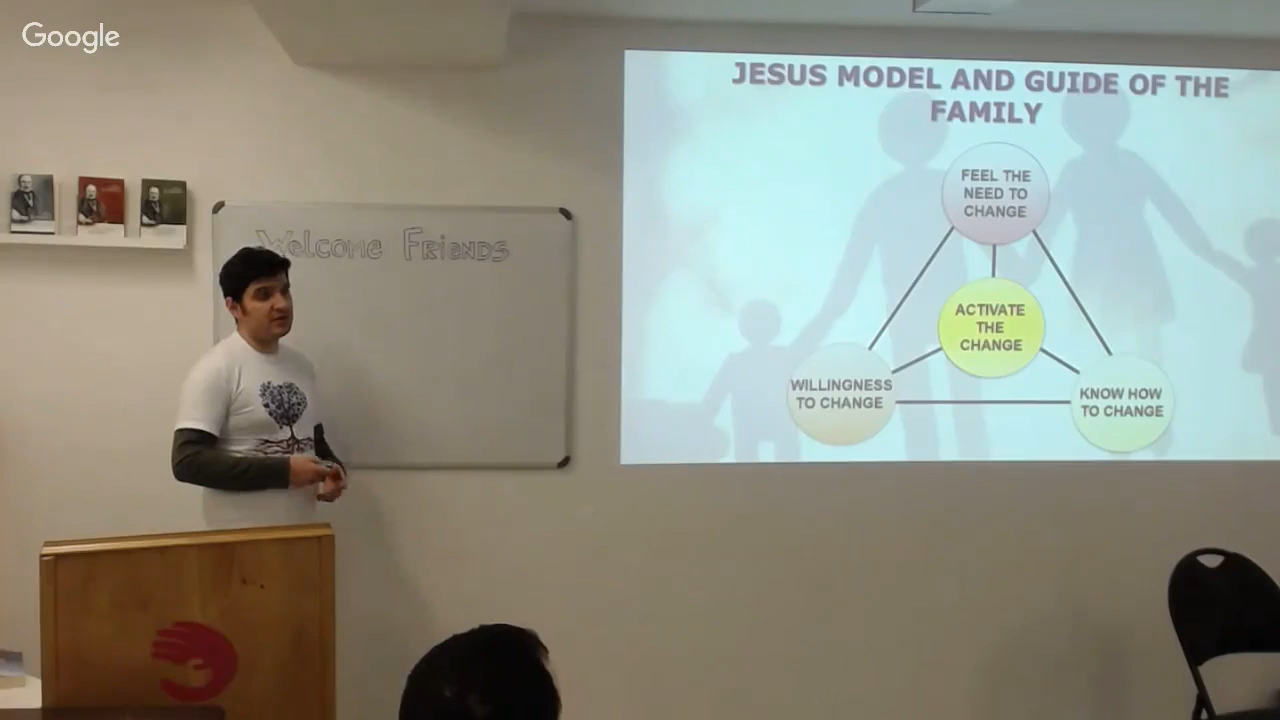 Google
JESUS MODEL AND GUIDE OF THE
FAMILY
FEEL THE
NEED TO
CHANGE
Welcome Friends
ACTIVATE
THE
CHANGE
WILLINGNESS
TO CHANGE
KNOW HOW
TO CHANGE